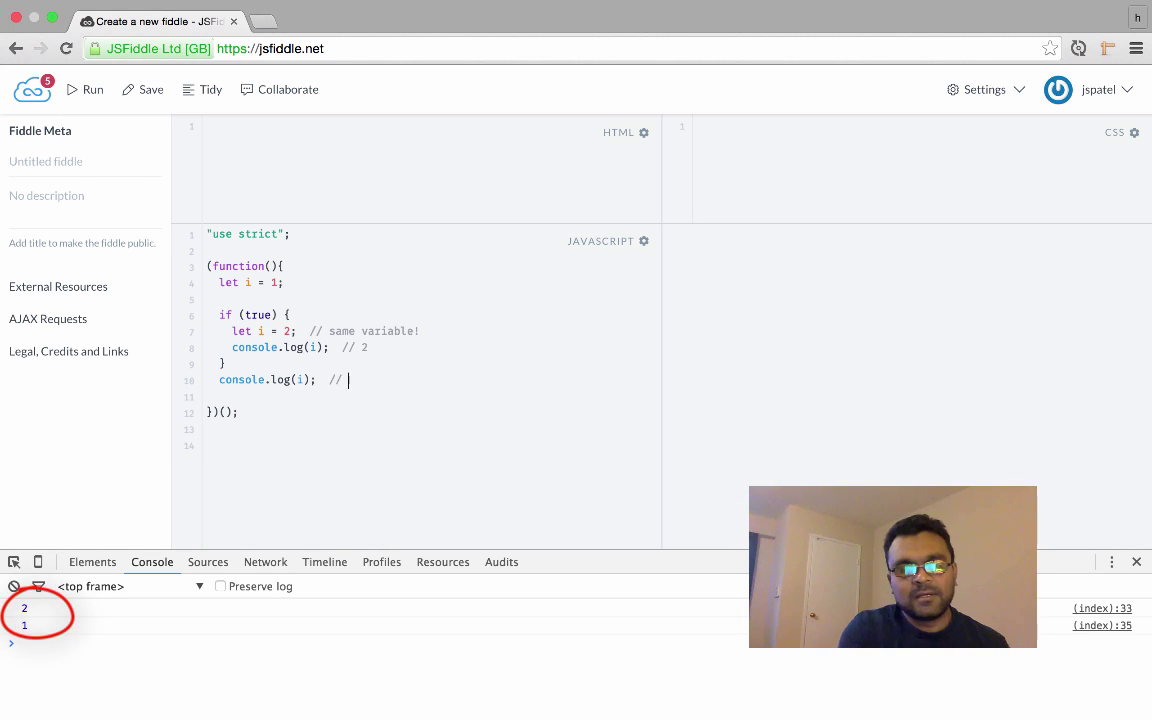 Create a new fiddle - JSFid
h
JSFiddle Ltd [GB] https://jsfiddle.net
5
Run Save Tidy Collaborate Settings jspatel
Fiddle Meta
Untitled fiddle
No description
Add title to make the fiddle public.
External Resources
AJAX Requests
Legal, Credits and Links
1 HTML
1 CSS
JAVASCRIPT
1 "use strict";
2
3 (function(){
4 let i = 1;
5
6 if (true) {
7 let i = 2; // same variable!
8 console.log(i); // 2
9 }
10 console.log(i); //
11
12 })();
13
14
Elements Console Sources Network Timeline Profiles Resources Audits
<top frame> Preserve log
2 (index):33
1 (index):35